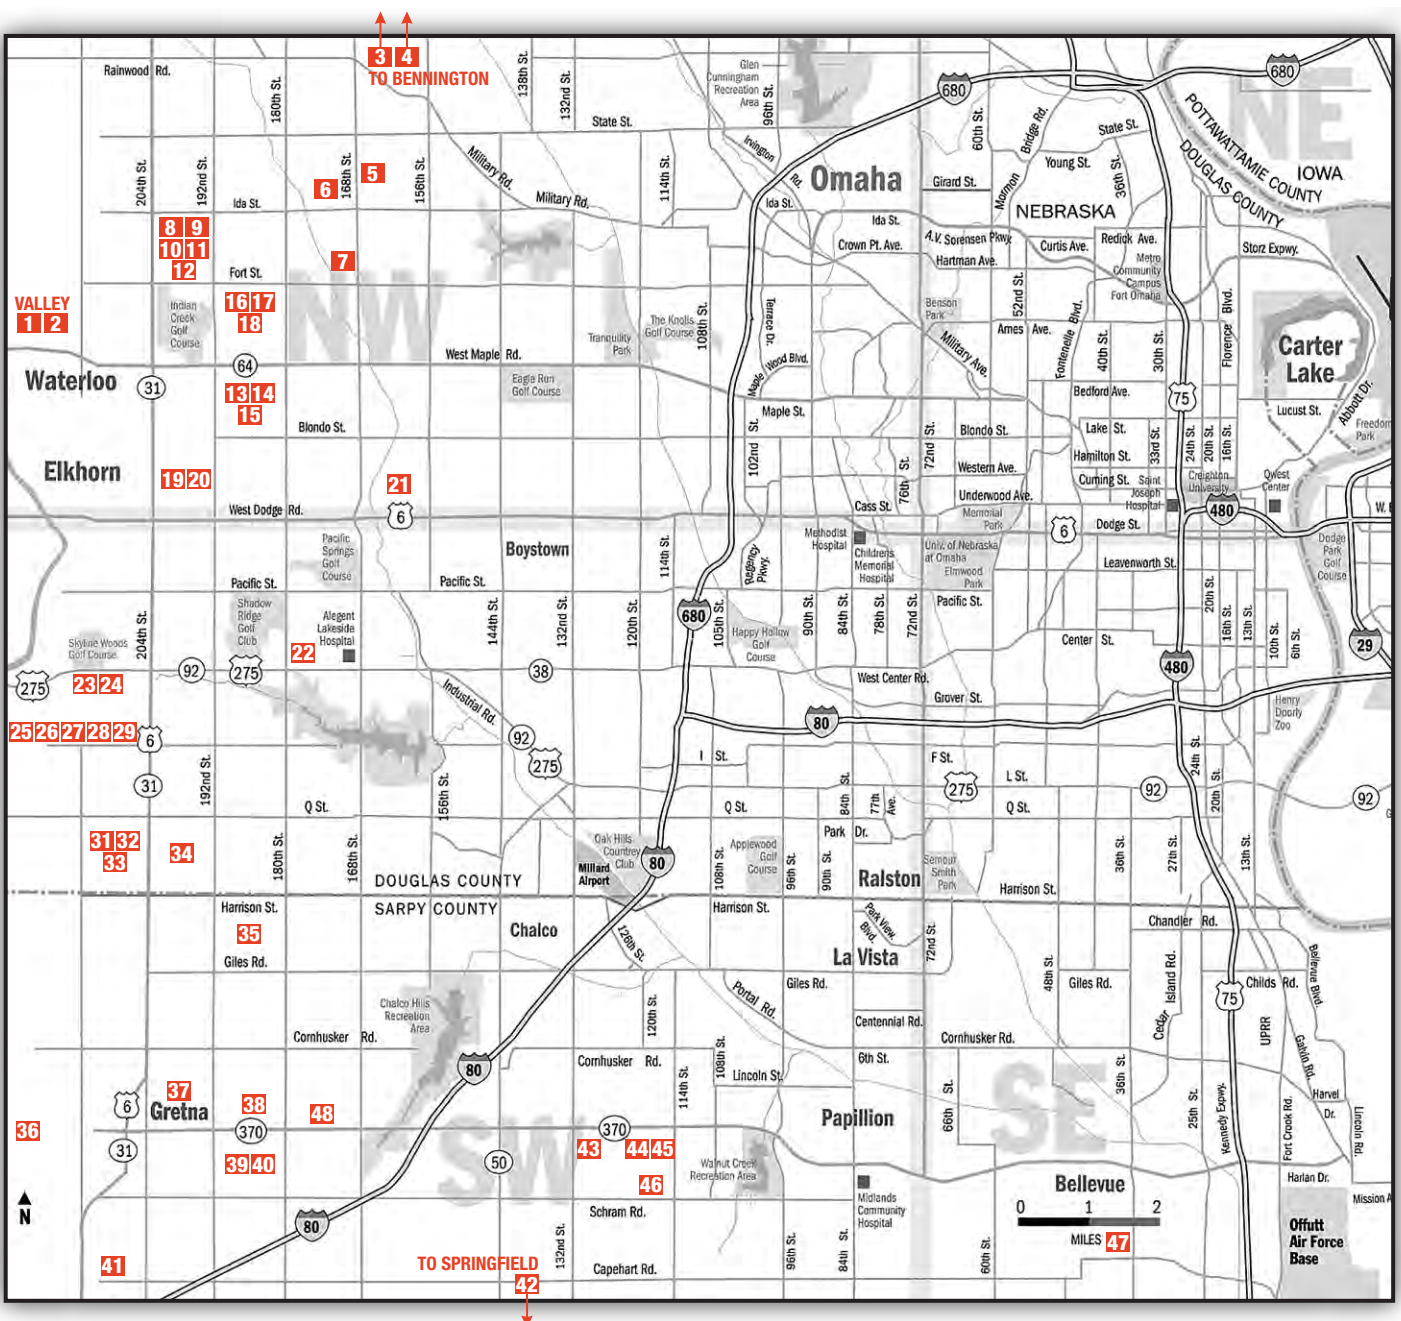 3 4
TO BENNINGTON
Rainwood Rd.
180th St.
138th St.
132nd St.
State St.
Glen
Cunningham
Recreation
Area
96th St.
680
680
60th St.
Mormon Bridge Rd.
State St.
Young St.
36th St.
POTTAWATTAMIE COUNTY
DOUGLAS COUNTY
NE
IOWA
NEBRASKA
204th St.
192nd St.
6
168th St.
5
156th St.
Military Rd.
Military Rd.
114th St.
Irvington Rd.
Omaha
Girard St.
Ida St.
Ida St.
Ida St.
8 9
10 11
12
Fort St.
7
Crown Pt. Ave.
A.V. Sorensen Pkwy.
Hartman Ave.
Curtis Ave.
Redick Ave.
Storz Expwy.
Metro
Community
Campus
Fort Omaha
VALLEY
1 2
Indian
Creek
Golf
Course
16 17
18
NW
Tranquility
Park
The Knolls
Golf Course
108th St.
Terrace Dr.
Benson
Park
52nd St.
Ames Ave.
Military Ave.
Fontenelle Blvd.
40th St.
30th St.
Florence Blvd.
Carter
Lake
West Maple Rd.
64
Waterloo
31
13 14
15
Eagle Run
Golf Course
Maple Wood Blvd.
Maple St.
Bedford Ave.
75
Lucust St.
Abbott Dr.
Freedom
Park
Blondo St.
102nd St.
72nd St.
Blondo St.
Lake St.
Hamilton St.
33rd St.
24th St.
20th St.
16th St.
Elkhorn
19 20
21
76th St.
Western Ave.
Cuming St.
Saint
Joseph
Hospital
Creighton
University
Qwest
Center
West Dodge Rd.
6
Cass St.
Underwood Ave.
Memorial
Park
6
Dodge St.
480
Pacific
Springs
Golf
Course
Boystown
114th St.
Regency Pkwy.
Methodist
Hospital
Childrens
Memorial
Hospital
Univ. of Nebraska
at Omaha
Elmwood
Park
Leavenworth St.
Dodge
Park
Golf
Course
Pacific St.
Pacific St.
Pacific St.
Shadow
Ridge
Golf
Club
Alegent
Lakeside
Hospital
144th St.
132nd St.
120th St.
680
105th St.
Happy Hollow
Golf
Course
90th St.
84th St.
78th St.
72nd St.
20th St.
16th St.
13th St.
10th St.
6th St.
29
204th St.
Skyline Woods
Golf Course
22
Center St.
275
23 24
92
275
38
West Center Rd.
480
Grover St.
Industrial Rd.
Henry
Doorly
Zoo
25 26 27 28 29
6
92
275
80
31
192nd St.
156th St.
I St.
F St.
L St.
275
92
24th St.
20th St.
92
Q St.
Q St.
84th St.
77th Ave.
Q St.
31 32
33
34
180th St.
168th St.
Oak Hills
Country
Club
Millard
Airport
80
108th St.
Applewood
Golf
Course
96th St.
90th St.
Park Dr.
Ralston
Semour
Smith
Park
36th St.
27th St.
13th St.
DOUGLAS COUNTY
SARPY COUNTY
Harrison St.
Harrison St.
Harrison St.
35
Giles Rd.
Chalco
126th St.
Park View Blvd.
La Vista
72nd St.
Chandler Rd.
Chalco Hills
Recreation
Area
120th St.
Portal Rd.
Giles Rd.
48th St.
Giles Rd.
Cedar Island Rd.
75
Childs Rd.
Bellevue Blvd.
Centennial Rd.
UPRR
Cornhusker Rd.
Cornhusker Rd.
Cornhusker Rd.
80
108th St.
6th St.
Lincoln St.
Galvin Rd.
37
6
Gretna
38
370
48
114th St.
Papillion
66th St.
SE
36th St.
25th St.
Kennedy Expwy.
Fort Crook Rd.
Harvel
Dr.
Lincoln Rd.
36
31
39 40
SW
50
370
43
44 45
46
Walnut Creek
Recreation Area
Midlands
Community
Hospital
Bellevue
Harlan Dr.
N
80
Schram Rd.
0 1 2
MILES
47
Offutt
Air Force
Base
41
TO SPRINGFIELD
42
132nd St.
Capehart Rd.
96th St.
84th St.
60th St.